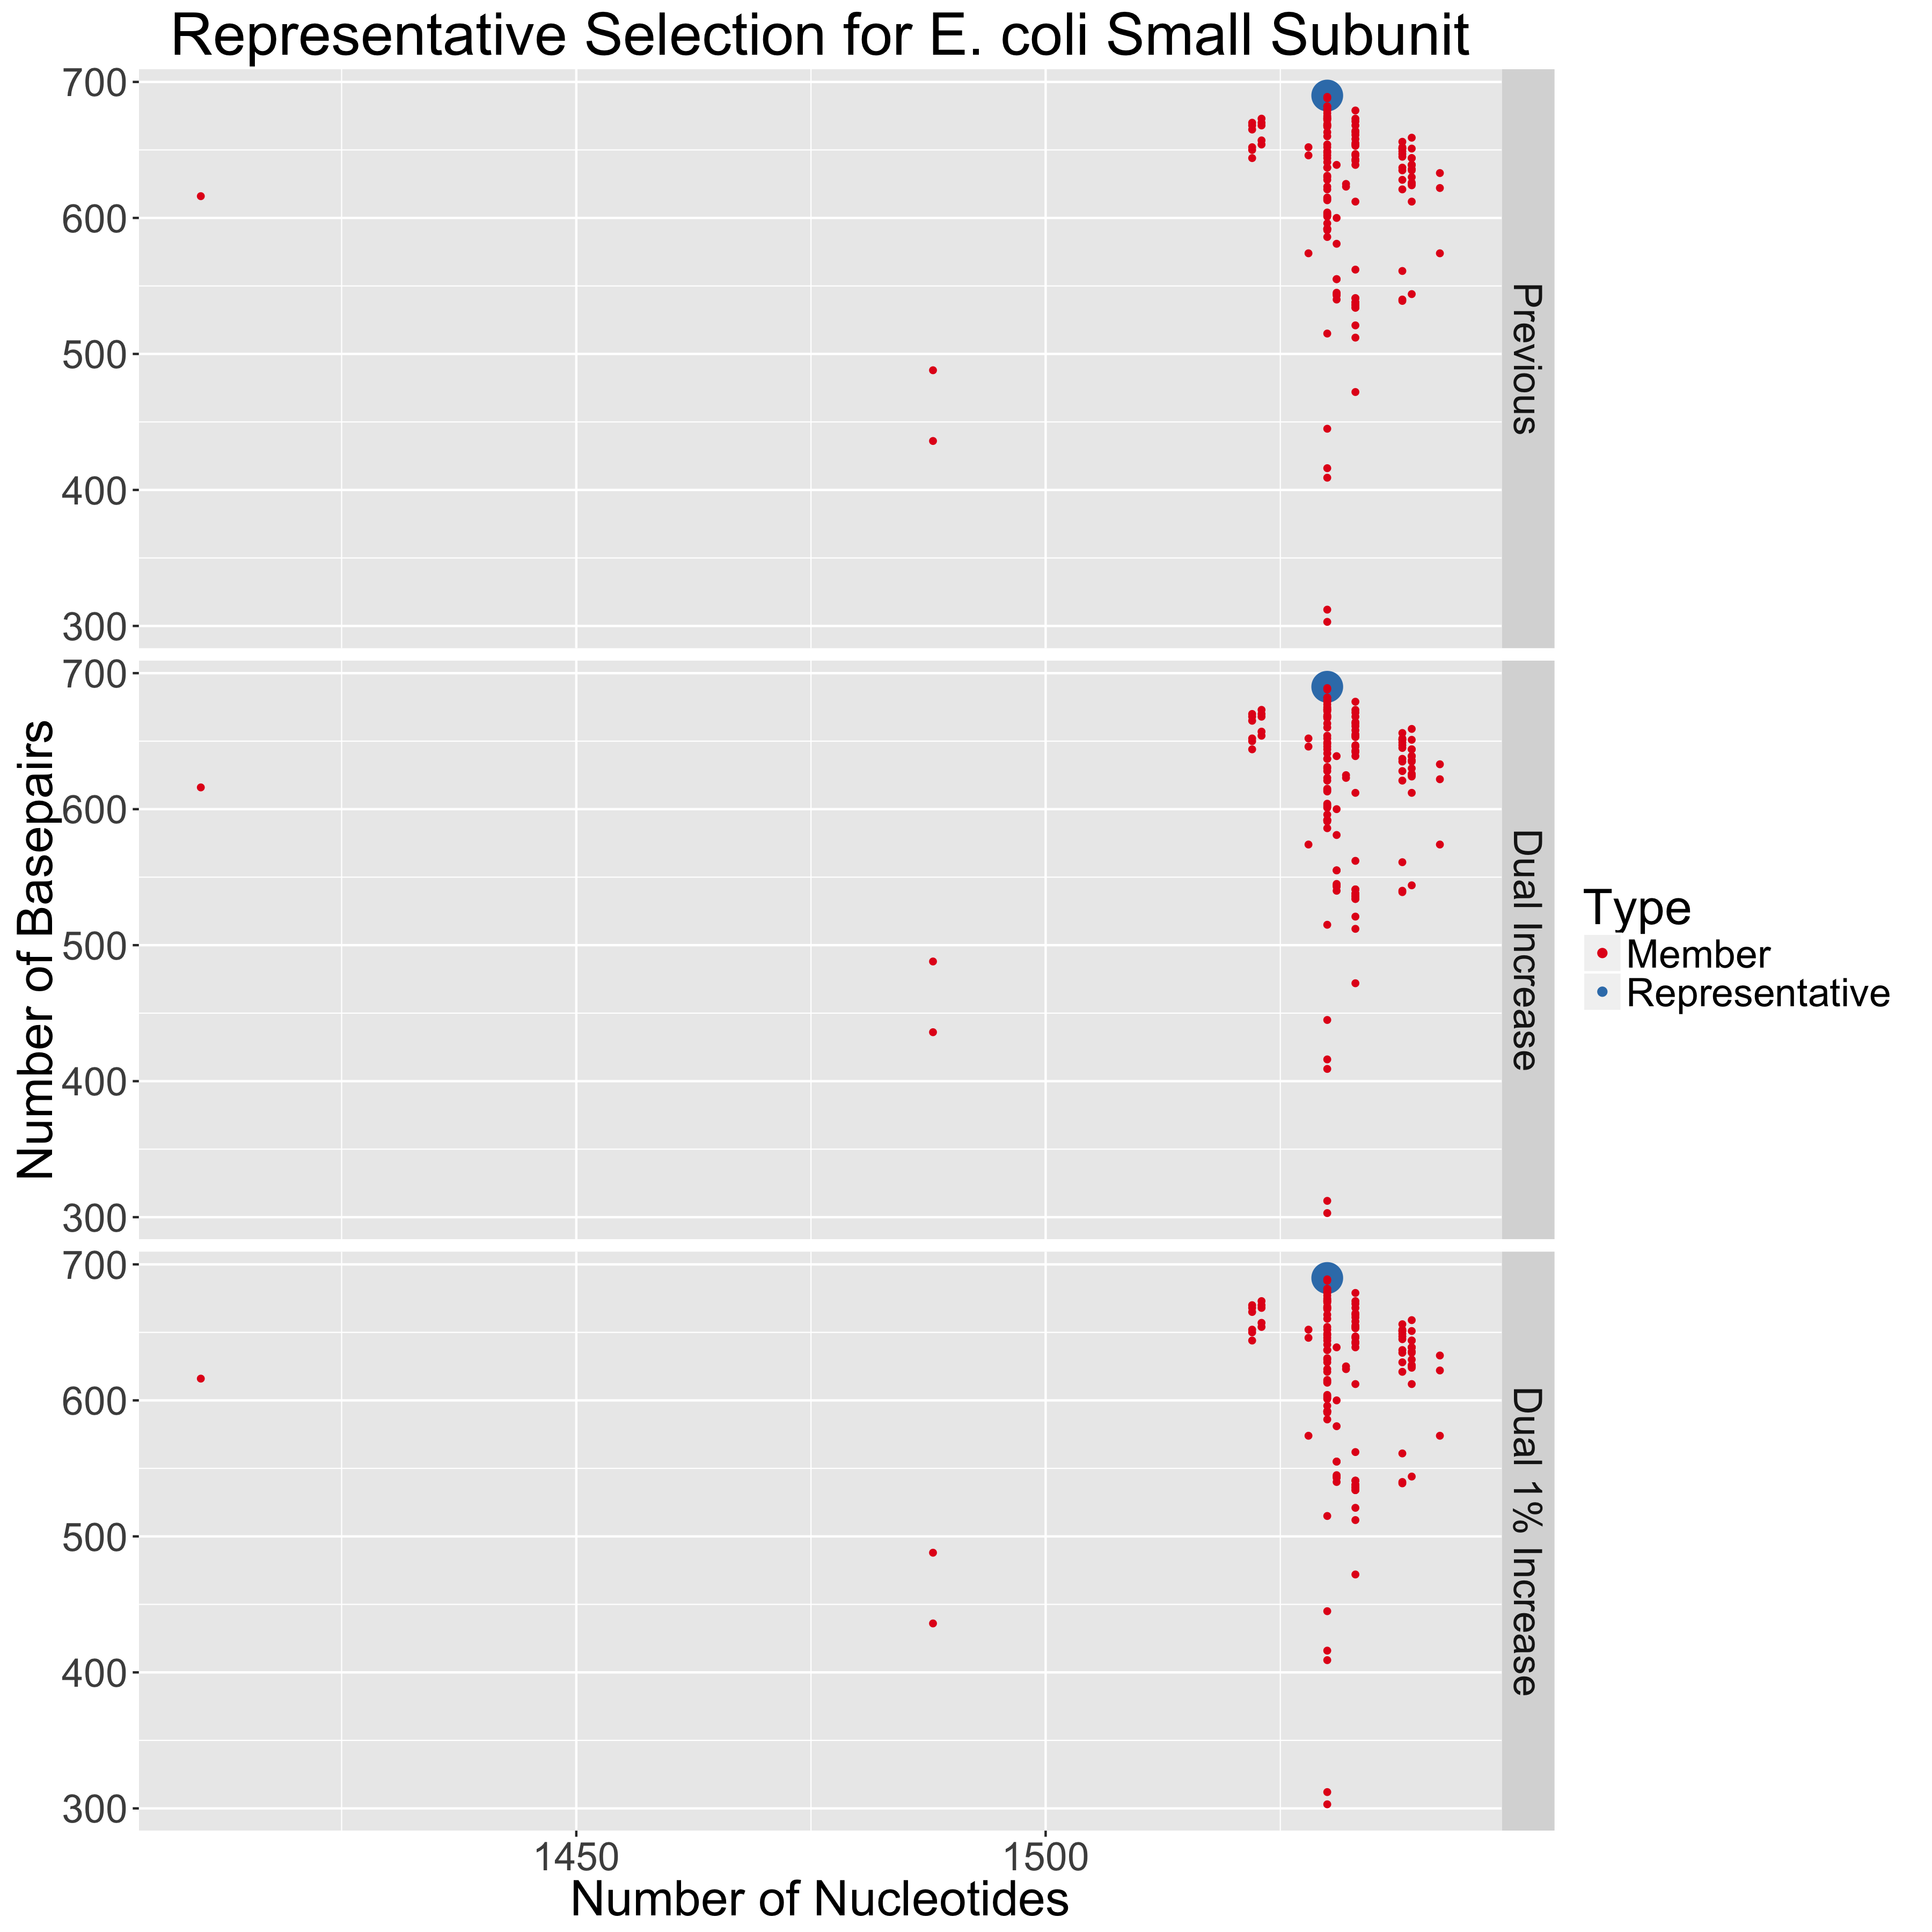 Representative Selection for E. coli Small Subunit
700
600
500
400
300
Previous
700
600
500
400
300
Dual Increase
700
600
500
400
300
Dual 1% Increase
1450
1500
Number of Nucleotides
Number of Basepairs
Type
Member
Representative